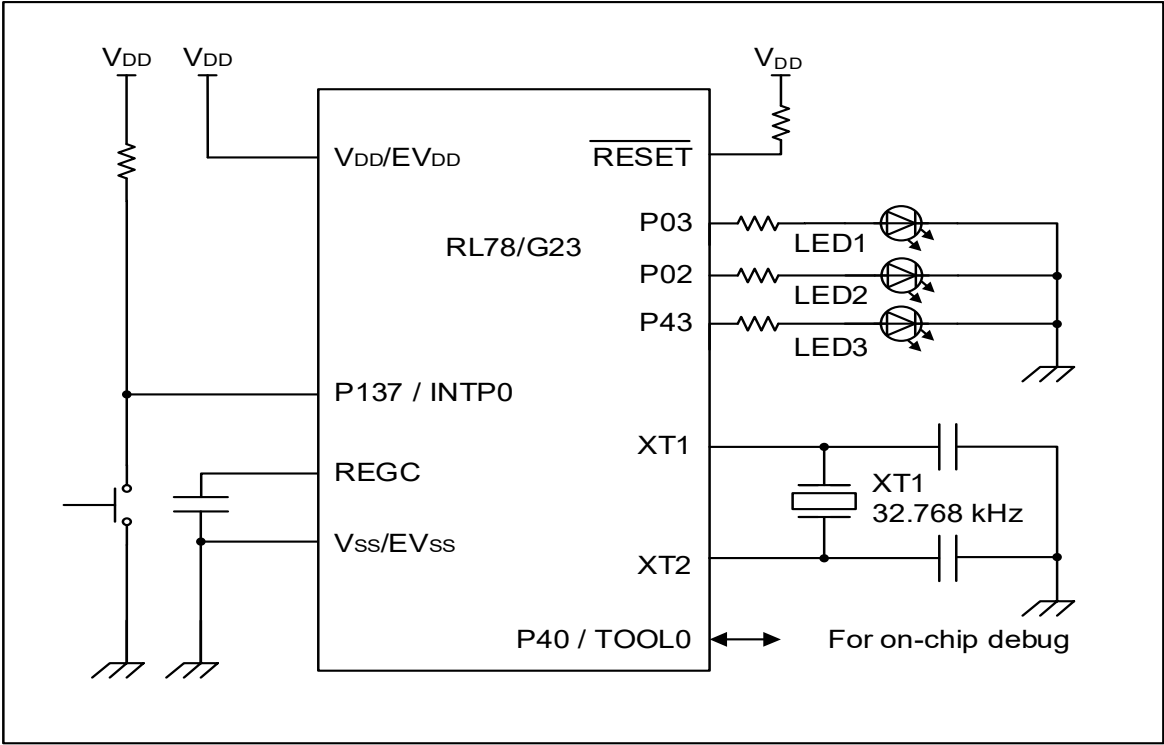 VDD
VDD
VDD
VDD/EVDD
RESET
P03
LED1
RL78/G23
P02
LED2
P43
LED3
P137 / INTP0
XT1
REGC
XT1
32.768 kHz
VSS/EVSS
XT2
P40 / TOOL0
For on-chip debug